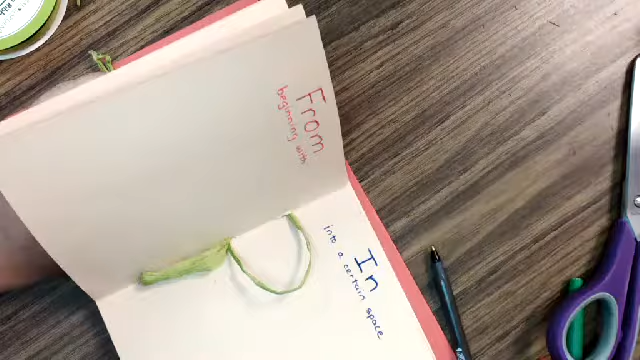 From
beginning with
In
into a certain space